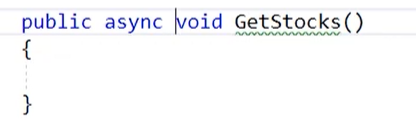 public async void GetStocks()
{
}